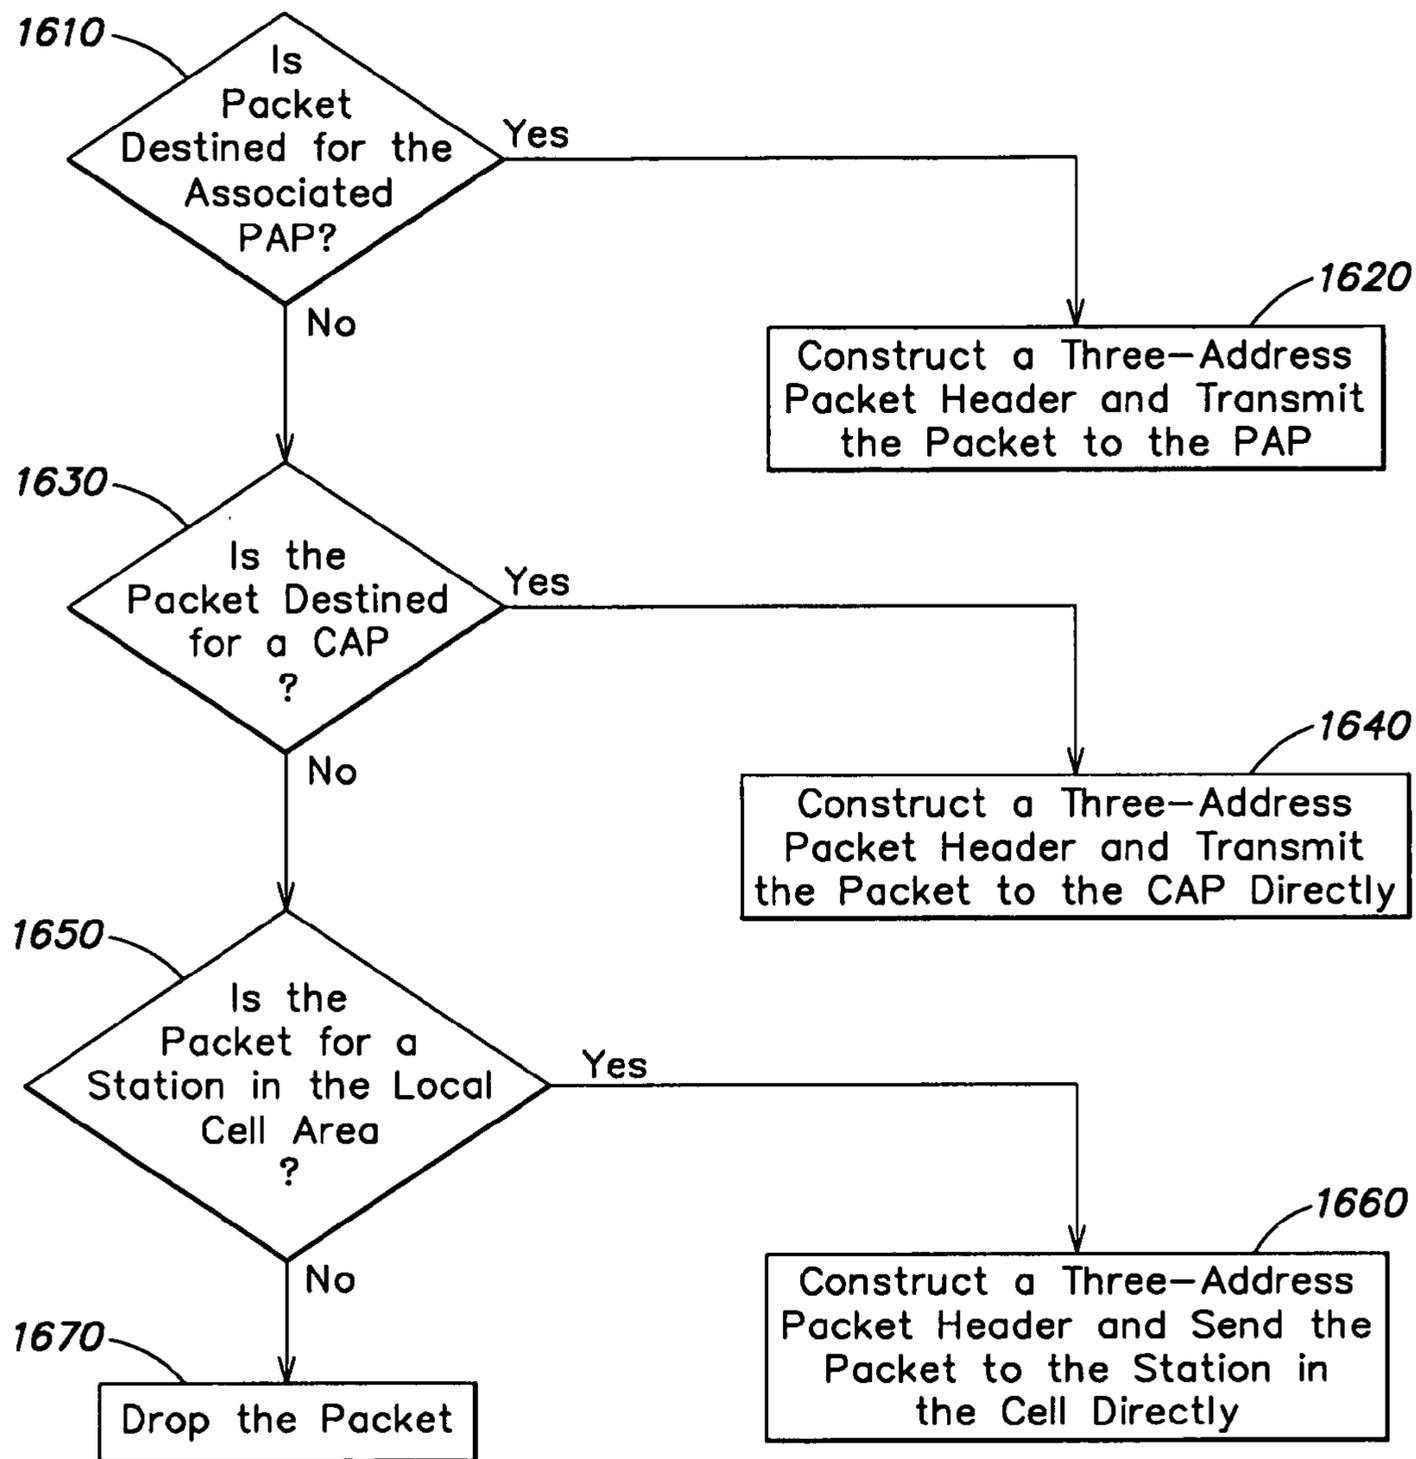 1610
Is
Packet
Destined for the
Associated
PAP?
Yes
No
1620
Construct a Three-Address
Packet Header and Transmit
the Packet to the PAP
1630
Is the
Packet Destined
for a CAP
?
Yes
No
1640
Construct a Three-Address
Packet Header and Transmit
the Packet to the CAP Directly
1650
Is the
Packet for a
Station in the Local
Cell Area
?
Yes
No
1660
Construct a Three-Address
Packet Header and Send the
Packet to the Station in
the Cell Directly
1670
Drop the Packet